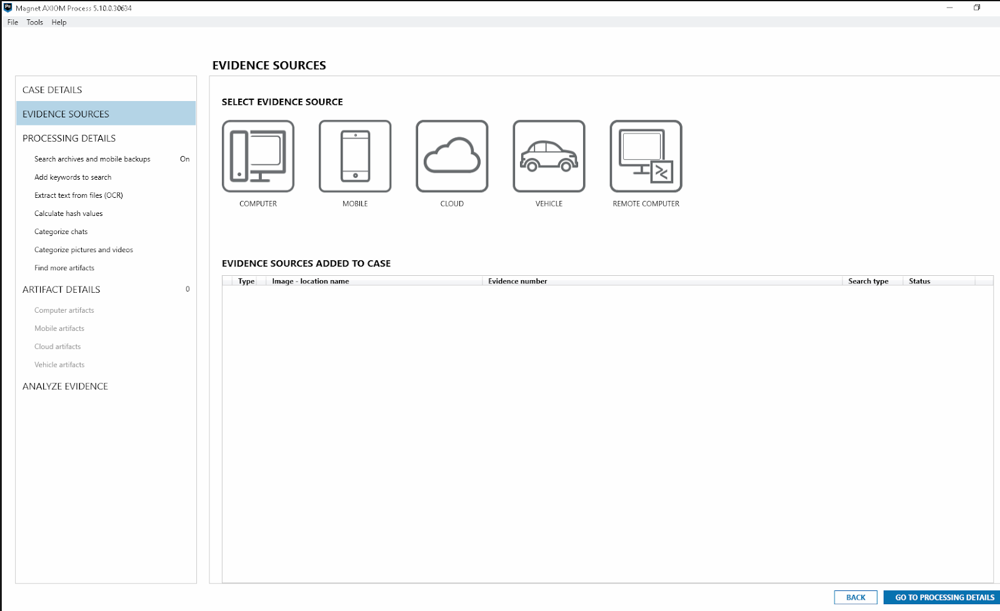 Magnet AXIOM Process 5.10.0.30634
File Tools Help
EVIDENCE SOURCES
CASE DETAILS
EVIDENCE SOURCES
PROCESSING DETAILS
Search archives and mobile backups On
Add keywords to search
Extract text from files (OCR)
Calculate hash values
Categorize chats
Categorize pictures and videos
Find more artifacts
ARTIFACT DETAILS 0
Computer artifacts
Mobile artifacts
Cloud artifacts
Vehicle artifacts
ANALYZE EVIDENCE
SELECT EVIDENCE SOURCE
COMPUTER MOBILE CLOUD VEHICLE REMOTE COMPUTER
EVIDENCE SOURCES ADDED TO CASE
Type Image - location name Evidence number Search type Status
BACK GO TO PROCESSING DETAILS